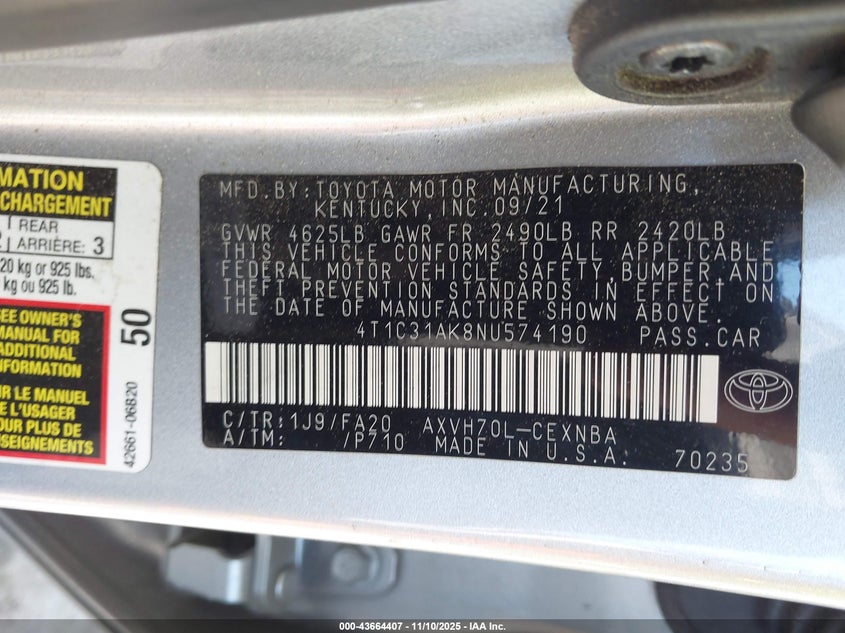 MATION
CHARGEMENT
REAR
ARRIÈRE: 3
20 kg or 925 lbs.
kg ou 925 lb.
SEE OWNER'S
MANUAL FOR
ADDITIONAL
INFORMATION
LE MANUEL
L'USAGER
POUR PLUS DE
50
42661-06B20
MFD.BY:TOYOTA MOTOR MANUFACTURING,
KENTUCKY,INC.09/21
GVWR 4625LB GAWR FR 2490LB RR 2420LB
THIS VEHICLE CONFORMS TO ALL APPLICABLE
FEDERAL MOTOR VEHICLE SAFETY,BUMPER,AND
THEFT PREVENTION STANDARDS IN EFFECT ON
THE DATE OF MANUFACTURE SHOWN ABOVE.
4T1C31AK8NU574190 PASS.CAR
C/TR:1J9/FA20 AXVH70L-CEXNBA
A/TM: /P710 MADE IN U.S.A. 70235
000-43664407 - 11/10/2025 - IAA Inc.